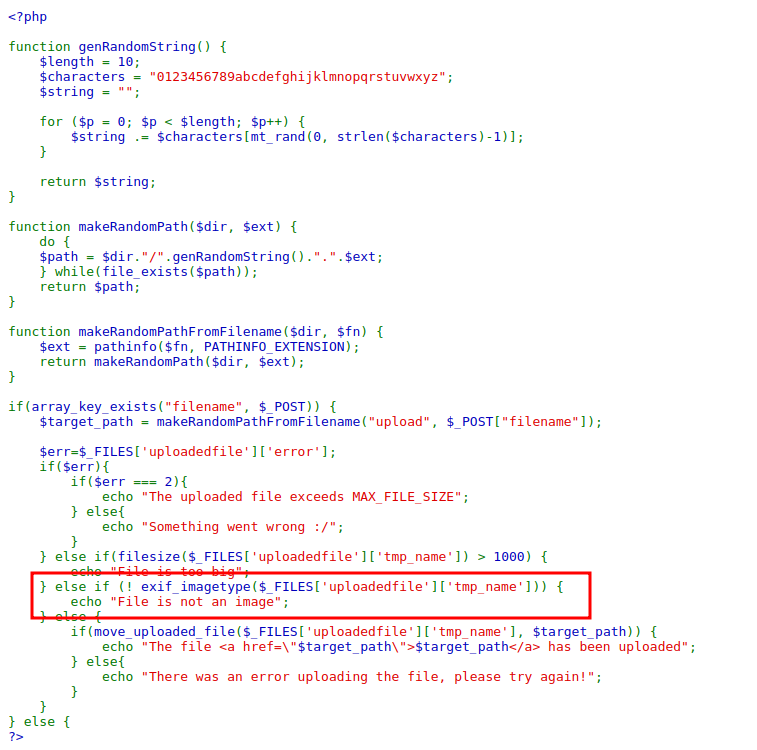 <?php

function genRandomString() {
    $length = 10;
    $characters = "0123456789abcdefghijklmnopqrstuvwxyz";
    $string = "";

    for ($p = 0; $p < $length; $p++) {
        $string .= $characters[mt_rand(0, strlen($characters)-1)];
    }

    return $string;
}

function makeRandomPath($dir, $ext) {
    do {
    $path = $dir."/".genRandomString().".".$ext;
    } while(file_exists($path));
    return $path;
}

function makeRandomPathFromFilename($dir, $fn) {
    $ext = pathinfo($fn, PATHINFO_EXTENSION);
    return makeRandomPath($dir, $ext);
}

if(array_key_exists("filename", $_POST)) {
    $target_path = makeRandomPathFromFilename("upload", $_POST["filename"]);

    $err=$_FILES['uploadedfile']['error'];
    if($err){
        if($err === 2){
            echo "The uploaded file exceeds MAX_FILE_SIZE";
        } else{
            echo "Something went wrong :/";
        }
    } else if(filesize($_FILES['uploadedfile']['tmp_name']) > 1000) {
        echo "File is too big";
    } else if (! exif_imagetype($_FILES['uploadedfile']['tmp_name'])) {
        echo "File is not an image";
    } else {
        if(move_uploaded_file($_FILES['uploadedfile']['tmp_name'], $target_path)) {
            echo "The file <a href=\"$target_path\">$target_path</a> has been uploaded";
        } else{
            echo "There was an error uploading the file, please try again!";
        }
    }
} else {
?>